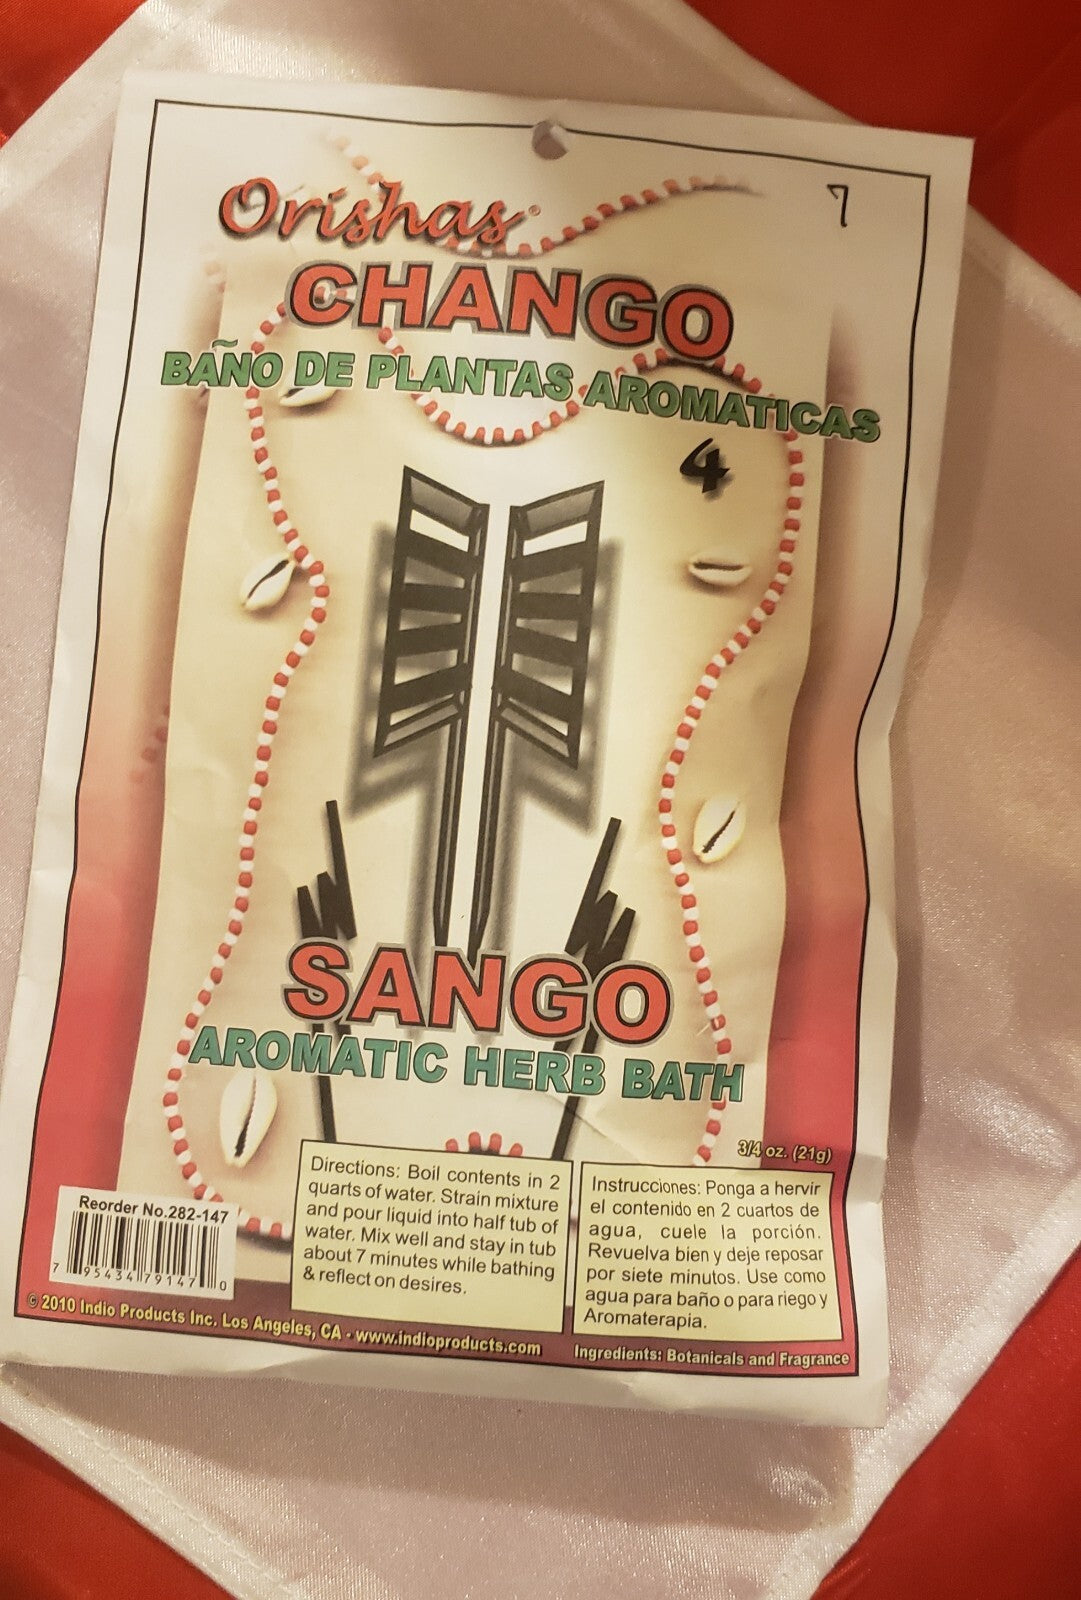 Orishas®
7
CHANGO
BAÑO DE PLANTAS AROMATICAS
4
SANGO
AROMATIC HERB BATH
3/4 oz. (21g)
Reorder No.282-147
7 95434 79147 0
Directions: Boil contents in 2
quarts of water. Strain mixture
and pour liquid into half tub of
water. Mix well and stay in tub
about 7 minutes while bathing
& reflect on desires.
Instrucciones: Ponga a hervir
el contenido en 2 cuartos de
agua, cuele la porción.
Revuelva bien y deje reposar
por siete minutos. Use como
agua para baño o para riego y
Aromaterapia.
© 2010 Indio Products Inc. Los Angeles, CA - www.indioproducts.com
Ingredients: Botanicals and Fragrance